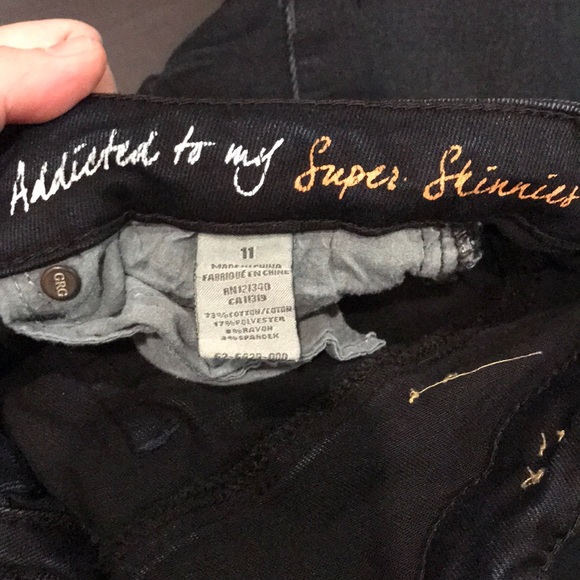 Addicted to my Super Skinnies
GRG
11
MADE IN CHINA
FABRIQUÉ EN CHINE
RN121340
CA11319
73%COTTON/COTON
17%POLYESTER
8%RAYON
2%SPANDEX